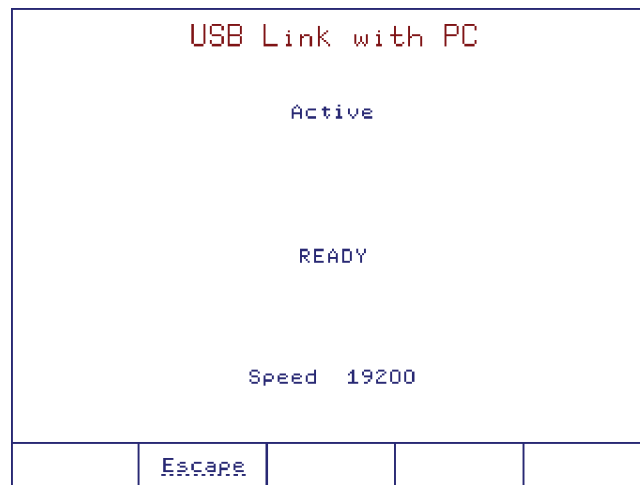 USB Link with PC
Active
READY
Speed 19200
Escape